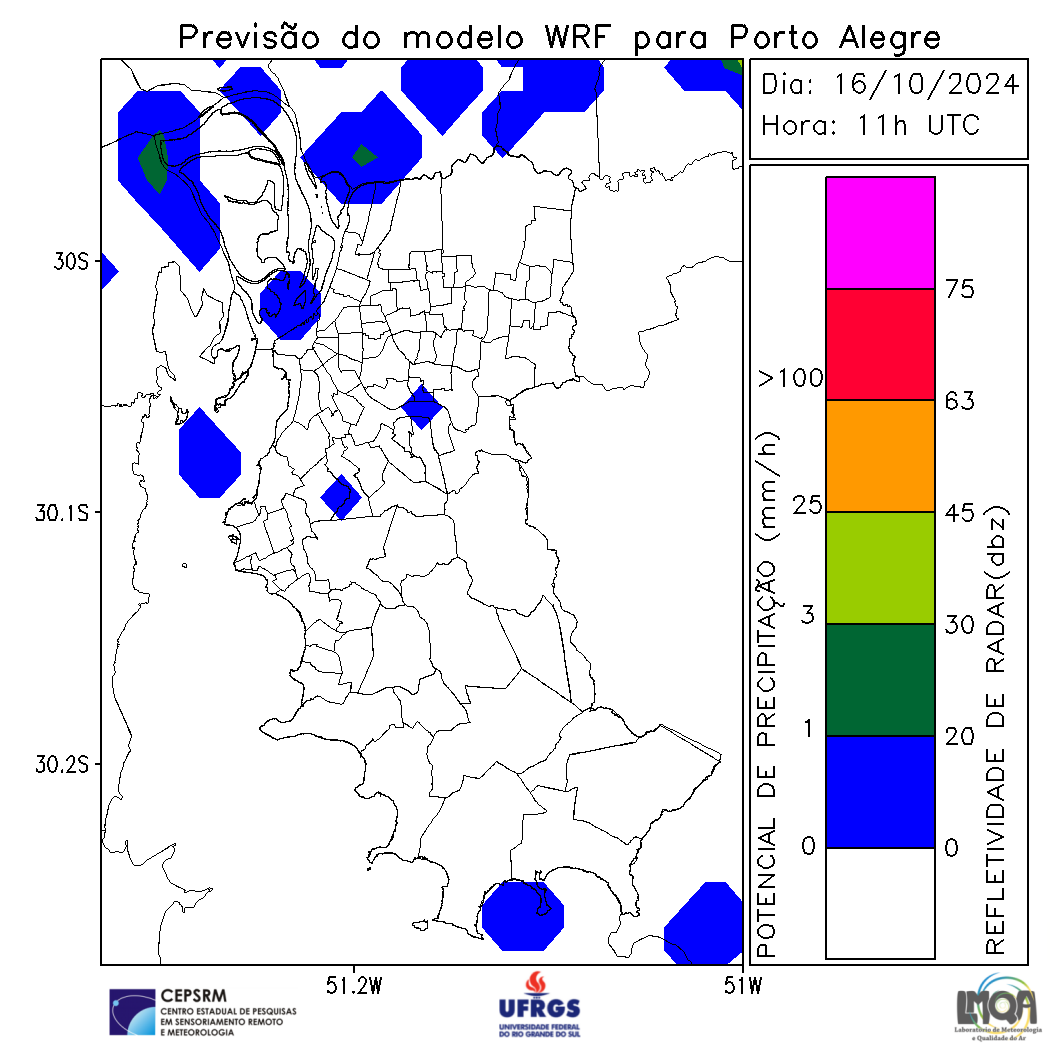 Previsão do modelo WRF para Porto Alegre
Dia: 16/10/2024
Hora: 11h UTC
30S
30.1S
30.2S
51.2W
51W
POTENCIAL DE PRECIPITAÇÃO (mm/h)
>100
25
3
1
0
75
63
45
30
20
0
REFLETIVIDADE DE RADAR(dbz)
CEPSRM
CENTRO ESTADUAL DE PESQUISAS
EM SENSORIAMENTO REMOTO
E METEOROLOGIA
UFRGS
UNIVERSIDADE FEDERAL
DO RIO GRANDE DO SUL
LMQA
Laboratório de Meteorologia
e Qualidade do Ar